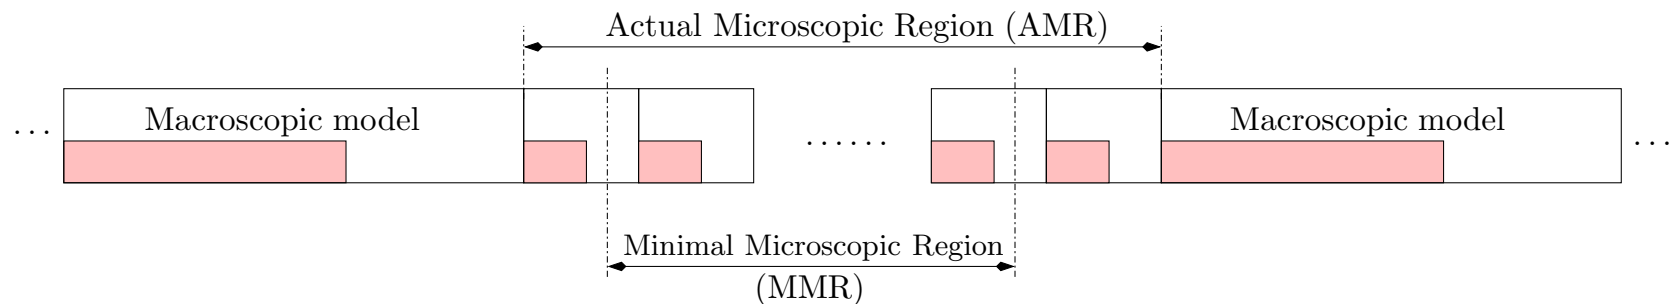 Actual Microscopic Region (AMR)
... Macroscopic model ...... Macroscopic model ...
Minimal Microscopic Region
(MMR)